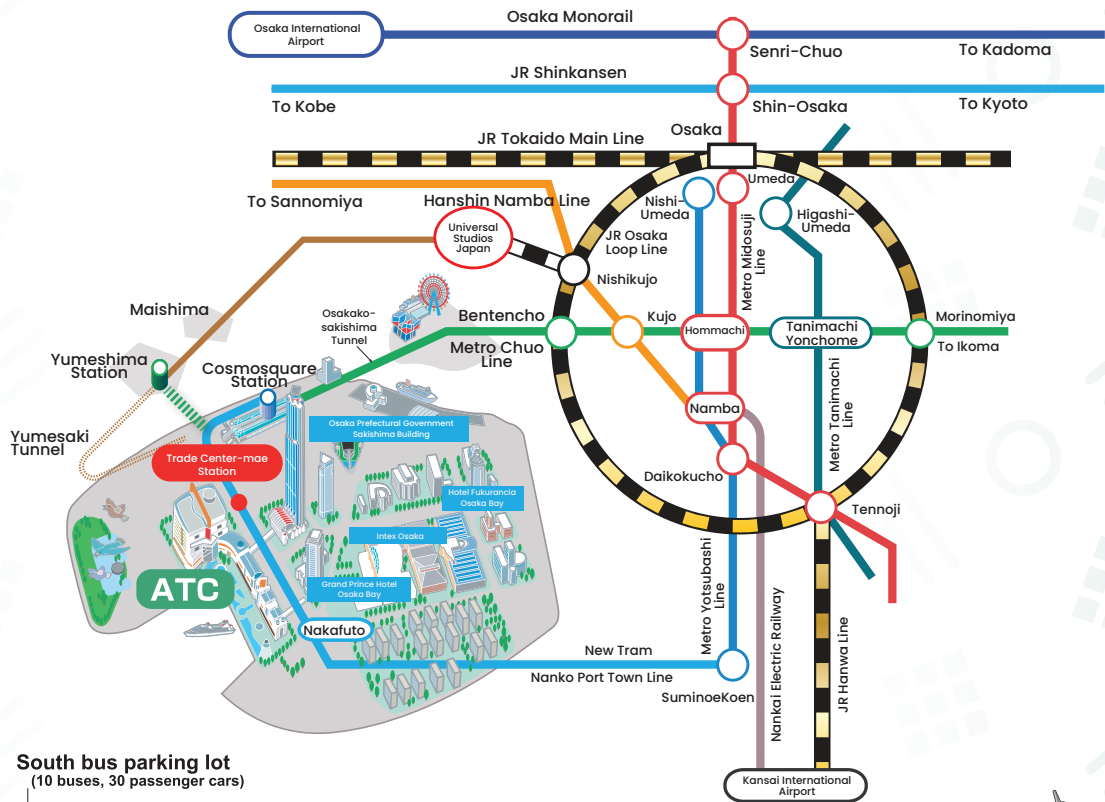 Osaka Monorail
Osaka International
Airport
Senri-Chuo
To Kadoma
JR Shinkansen
To Kobe
Shin-Osaka
To Kyoto
Osaka
JR Tokaido Main Line
Umeda
To Sannomiya
Hanshin Namba Line
Nishi-
Umeda
Higashi-
Umeda
Universal
Studios
Japan
JR Osaka
Loop Line
Metro Midosuji
Line
Nishikujo
Maishima
Osakako-
sakishima
Tunnel
Bentencho
Kujo
Hommachi
Tanimachi
Yonchome
Morinomiya
Metro Chuo
Line
To Ikoma
Yumeshima
Station
Cosmosquare
Station
Namba
Metro Tanimachi
Line
Yumesaki
Tunnel
Osaka Prefectural Government
Sakishima Building
Trade Center-mae
Station
Daikokucho
Hotel Fukurancia
Osaka Bay
Tennoji
Intex Osaka
ATC
Grand Prince Hotel
Osaka Bay
Metro Yotsubashi
Line
Nakafuto
New Tram
Nanko Port Town Line
SuminoeKoen
Nankai Electric Railway
JR Hanwa Line
South bus parking lot
(10 buses, 30 passenger cars)
Kansai International
Airport